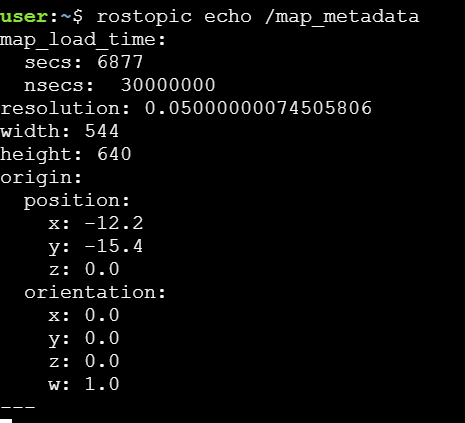 user:~$ rostopic echo /map_metadata
map_load_time:
  secs: 6877
  nsecs:  30000000
resolution: 0.05000000074505806
width: 544
height: 640
origin:
  position:
    x: -12.2
    y: -15.4
    z: 0.0
  orientation:
    x: 0.0
    y: 0.0
    z: 0.0
    w: 1.0
---